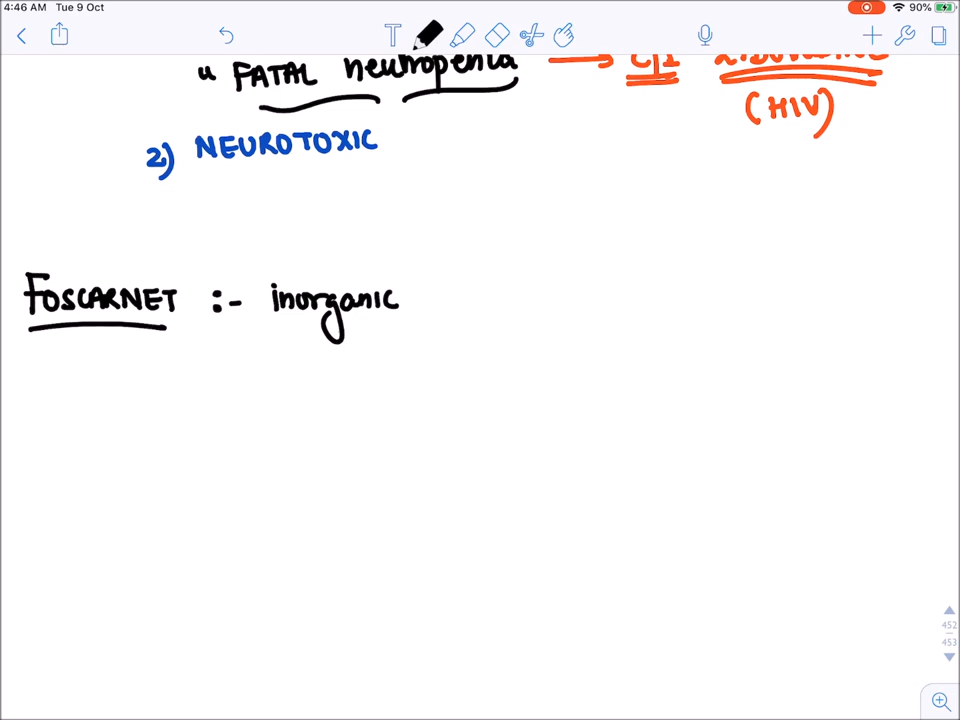 4:46 AM Tue 9 Oct 90%
T
u FATAL neutropenia → C/I
(HIV)
2) NEUROTOXIC
FOSCARNET :- inorganic
452
453